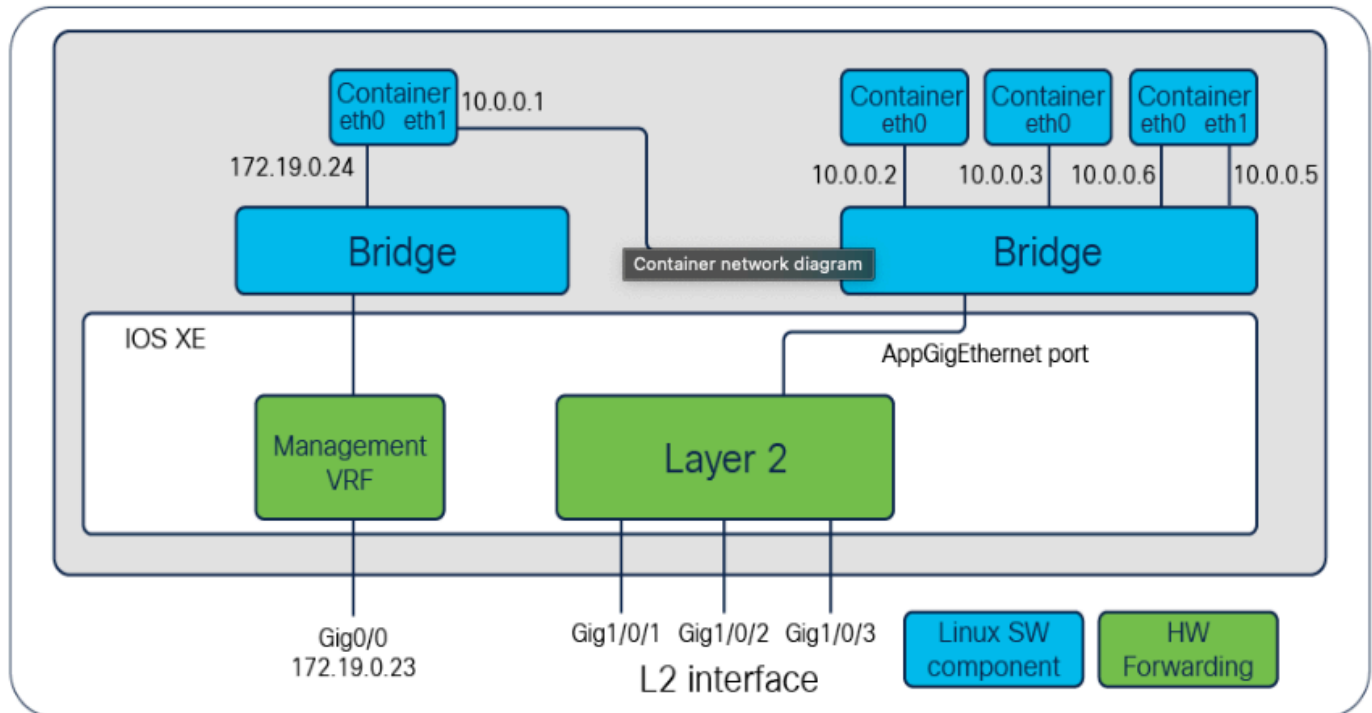 Container
eth0 eth1
10.0.0.1
172.19.0.24
Container
eth0
Container
eth0
Container
eth0 eth1
10.0.0.2
10.0.0.3
10.0.0.6
10.0.0.5
Bridge
Container network diagram
Bridge
IOS XE
AppGigEthernet port
Management
VRF
Layer 2
Gig0/0
172.19.0.23
Gig1/0/1
Gig1/0/2
Gig1/0/3
L2 interface
Linux SW
component
HW
Forwarding